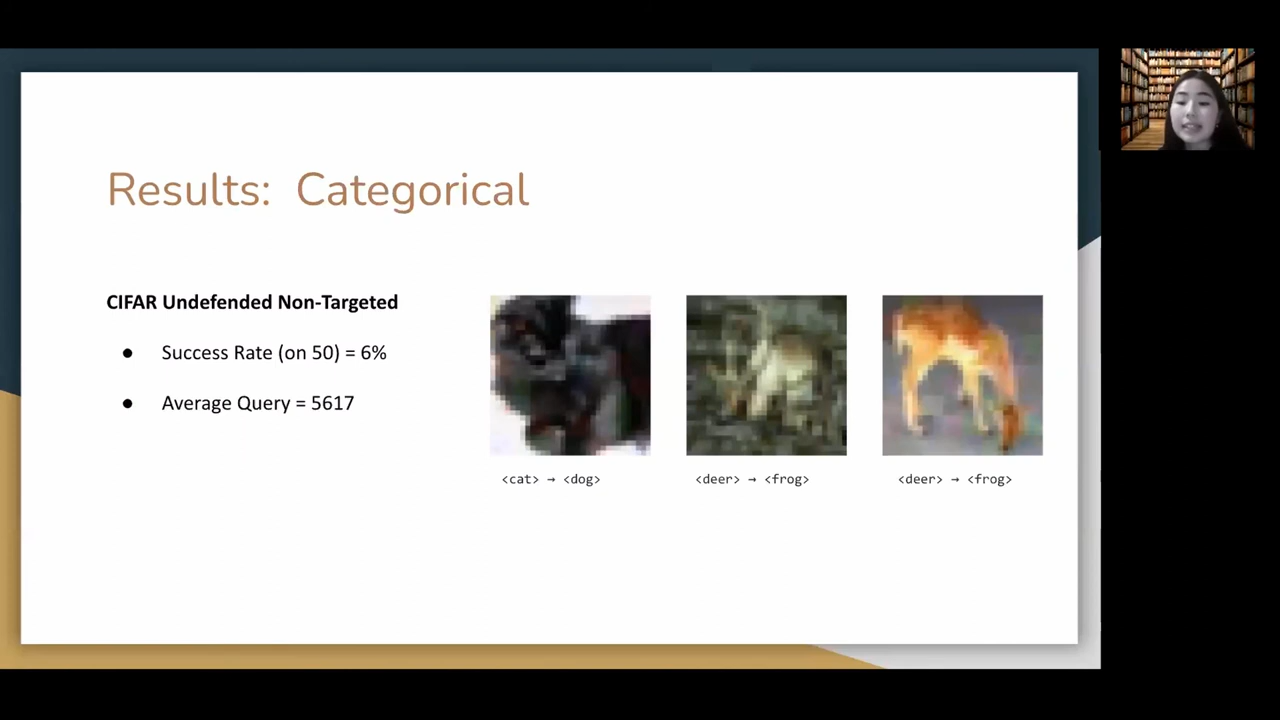 Results: Categorical
CIFAR Undefended Non-Targeted
● Success Rate (on 50) = 6%
● Average Query = 5617
<cat> → <dog>
<deer> → <frog>
<deer> → <frog>